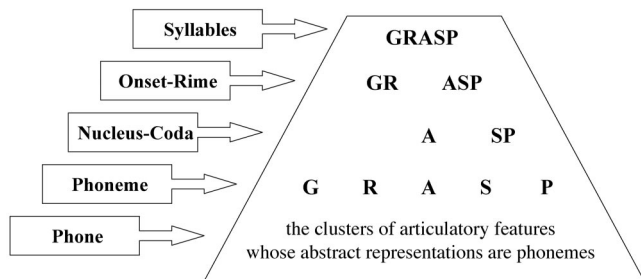 Syllables
GRASP
Onset-Rime
GR ASP
Nucleus-Coda
A SP
Phoneme
G R A S P
Phone
the clusters of articulatory features
whose abstract representations are phonemes